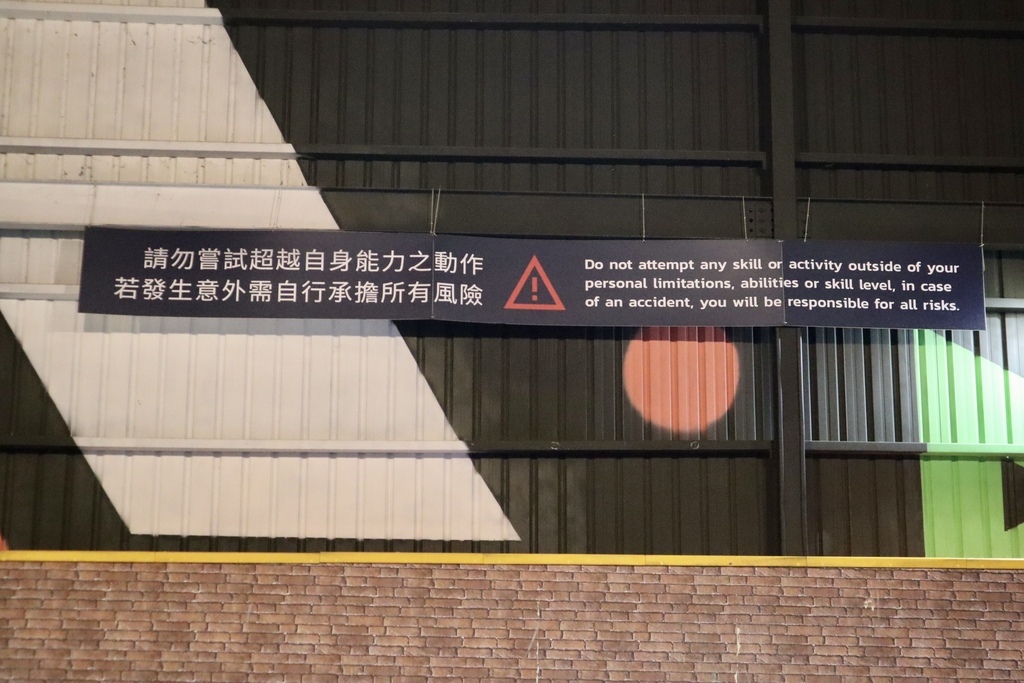 請勿嘗試超越自身能力之動作
若發生意外需自行承擔所有風險
Do not attempt any skill or activity outside of your
personal limitations, abilities or skill level, in case
of an accident, you will be responsible for all risks.